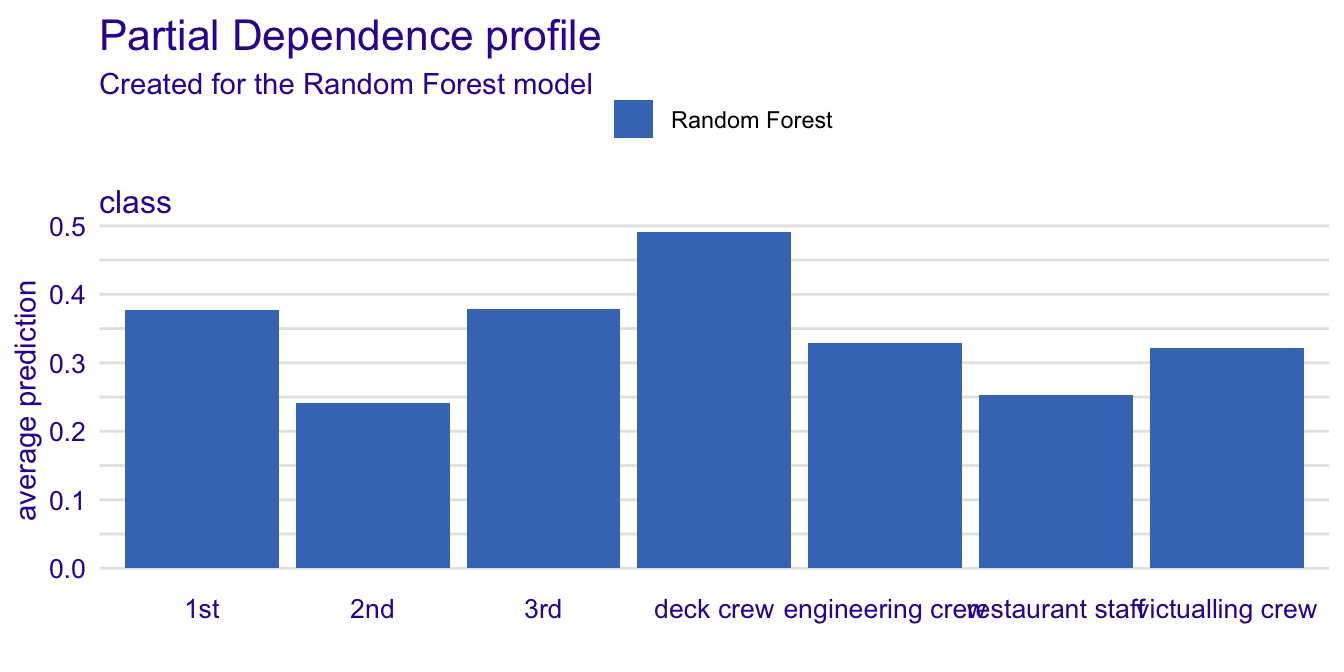 Partial Dependence profile
Created for the Random Forest model
Random Forest
class
average prediction
0.5
0.4
0.3
0.2
0.1
0.0
1st 2nd 3rd deck crew engineering crew restaurant staff victualling crew